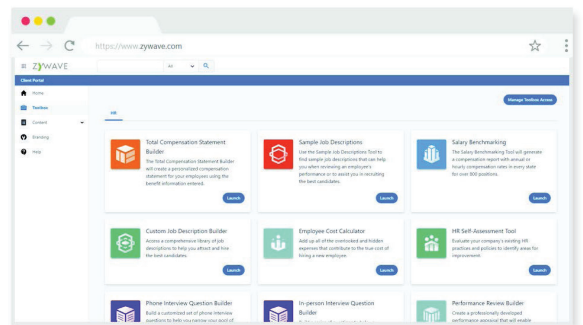 https://www.zywave.com
ZYWAVE
All
Client Portal
Home
Toolbox
Content
Branding
Help
Manage Toolbox Access
HR
Total Compensation Statement
Builder
The Total Compensation Statement Builder
will create a personalized compensation
statement for your employees using the
benefit information entered.
Launch
Sample Job Descriptions
Use the Sample Job Descriptions Tool to
find sample job descriptions that can help
you when reviewing an employee's
performance or to assist you in recruiting
the best candidates.
Launch
Salary Benchmarking
The Salary Benchmarking Tool will generate
a compensation report with annual or
hourly compensation rates in every state
for over 800 positions.
Launch
Custom Job Description Builder
Access a comprehensive library of job
descriptions to help you attract and hire
the best candidates.
Launch
Employee Cost Calculator
Add up all of the overlooked and hidden
expenses that contribute to the true cost of
hiring a new employee.
Launch
HR Self-Assessment Tool
Evaluate your company's existing HR
practices and policies to identify areas for
improvement.
Launch
Phone Interview Question Builder
Build a customized set of phone interview
questions to help you narrow your pool of
In-person Interview Question
Builder
Performance Review Builder
Create a professionally developed
performance appraisal that will enable